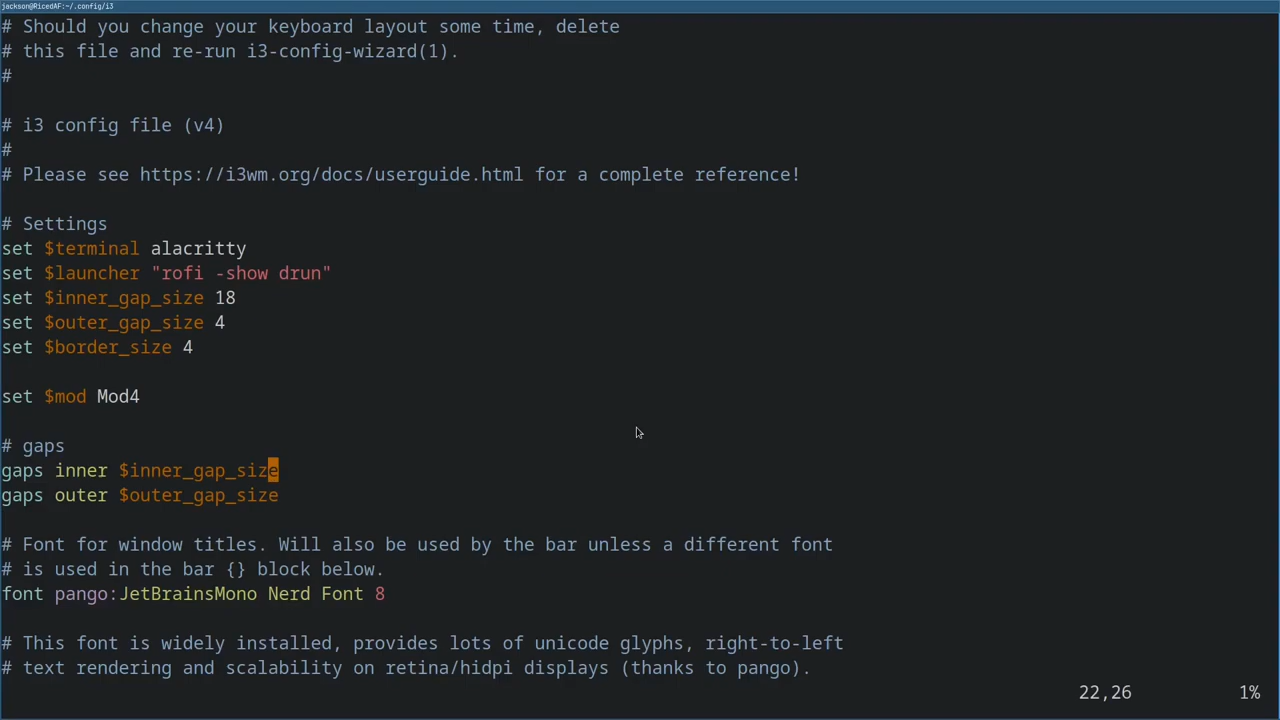 jackson@RicedAF:~/.config/i3
# Should you change your keyboard layout some time, delete
# this file and re-run i3-config-wizard(1).
#
# i3 config file (v4)
#
# Please see https://i3wm.org/docs/userguide.html for a complete reference!
# Settings
set $terminal alacritty
set $launcher "rofi -show drun"
set $inner_gap_size 18
set $outer_gap_size 4
set $border_size 4
set $mod Mod4
# gaps
gaps inner $inner_gap_size
gaps outer $outer_gap_size
# Font for window titles. Will also be used by the bar unless a different font
# is used in the bar {} block below.
font pango:JetBrainsMono Nerd Font 8
# This font is widely installed, provides lots of unicode glyphs, right-to-left
# text rendering and scalability on retina/hidpi displays (thanks to pango).
22,26 1%